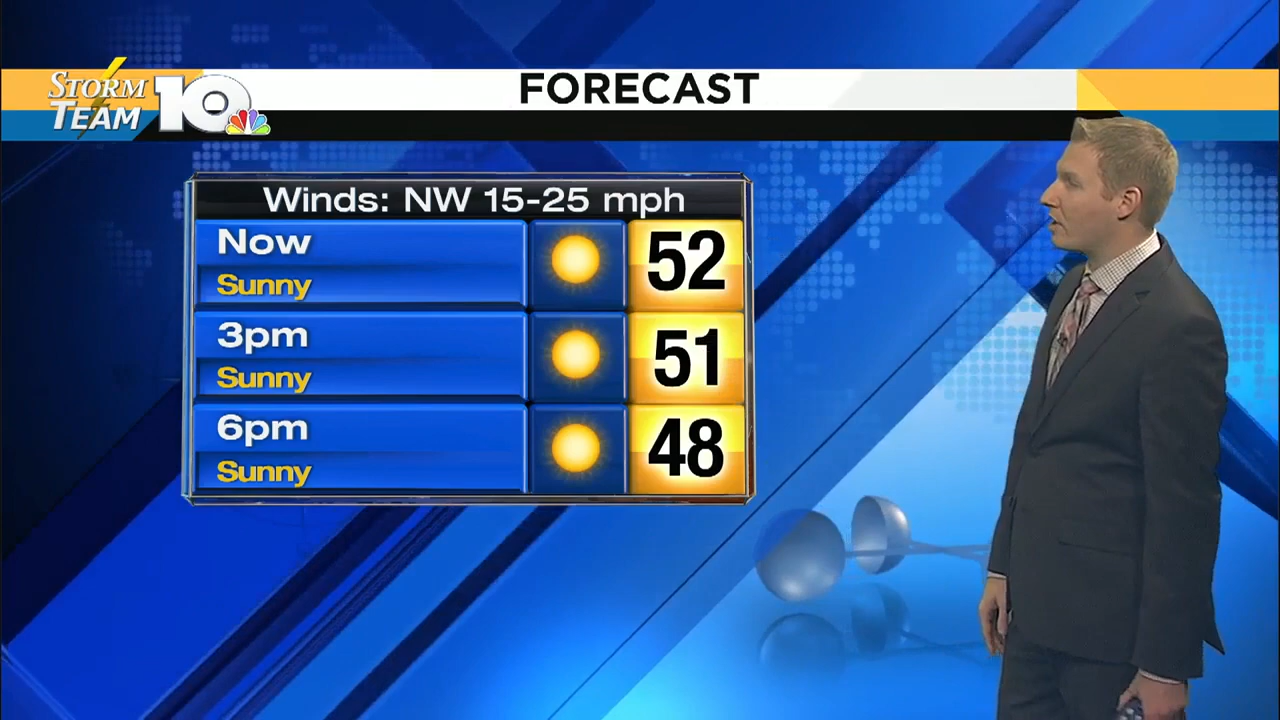 STORM
TEAM 10
FORECAST
Winds: NW 15-25 mph
Now
Sunny
52
3pm
Sunny
51
6pm
Sunny
48